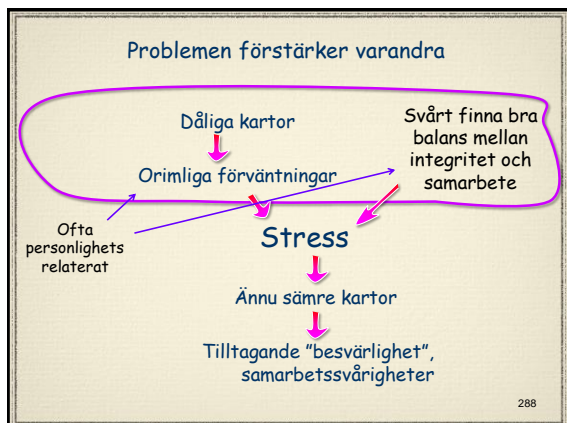 Problemen förstärker varandra
Dåliga kartor
Orimliga förväntningar
Svårt finna bra
balans mellan
integritet och
samarbete
Ofta
personlighets
relaterat
Stress
Ännu sämre kartor
Tilltagande "besvärlighet",
samarbetssvårigheter
288